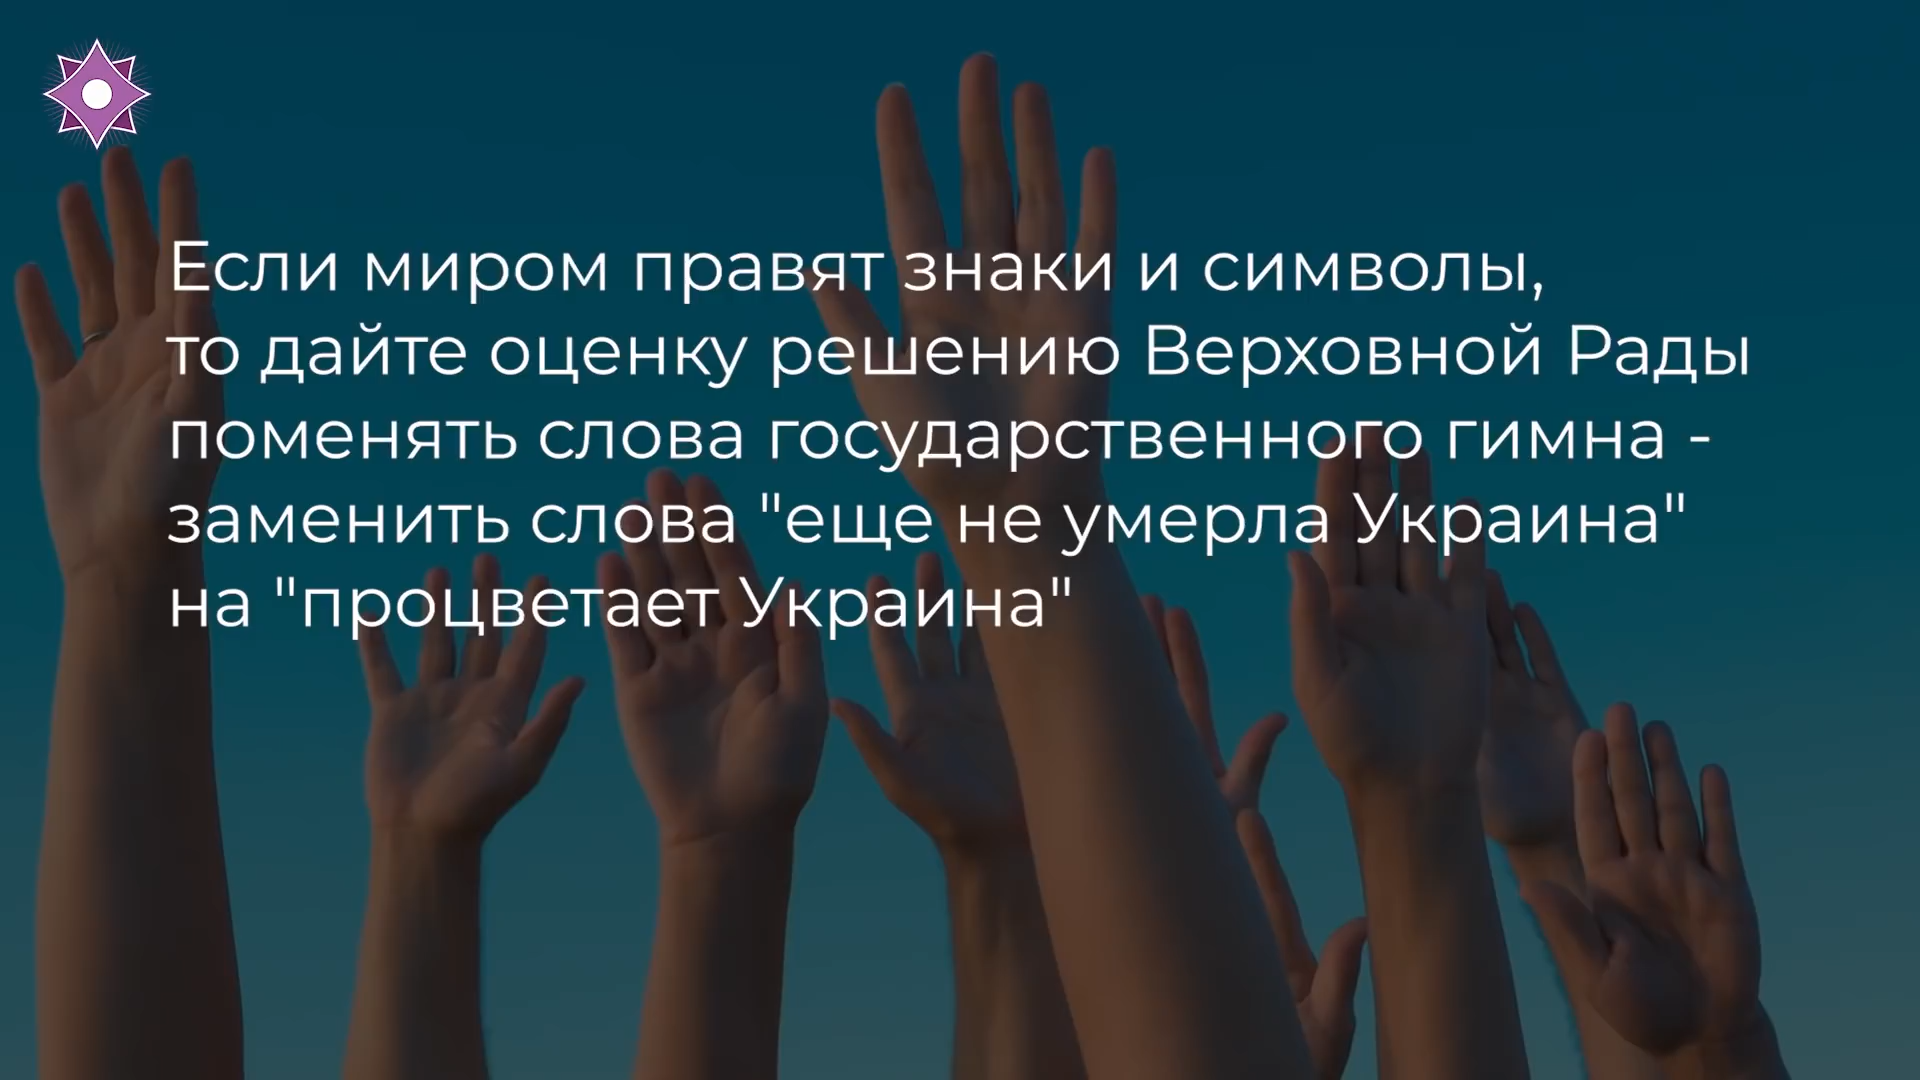 Если миром правят знаки и символы,
то дайте оценку решению Верховной Рады
поменять слова государственного гимна -
заменить слова "еще не умерла Украина"
на "процветает Украина"